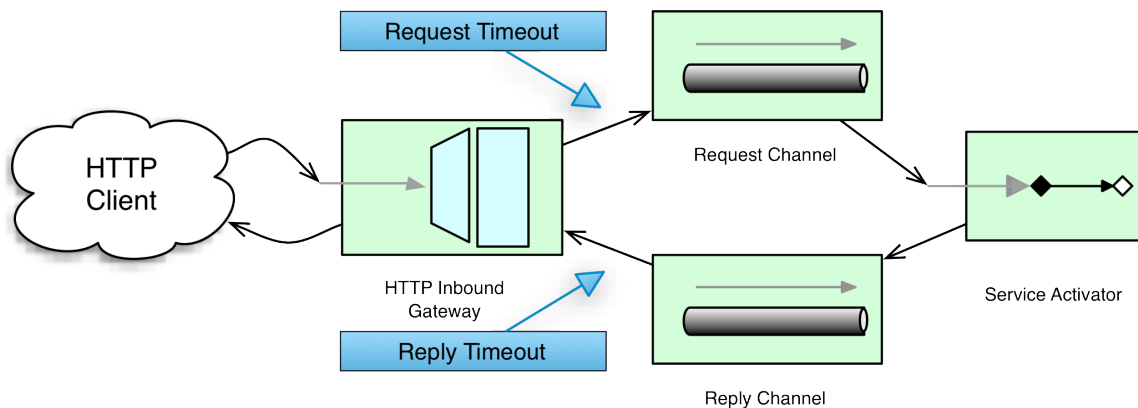 Request Timeout
HTTP
Client
Request Channel
HTTP Inbound
Gateway
Service Activator
Reply Timeout
Reply Channel